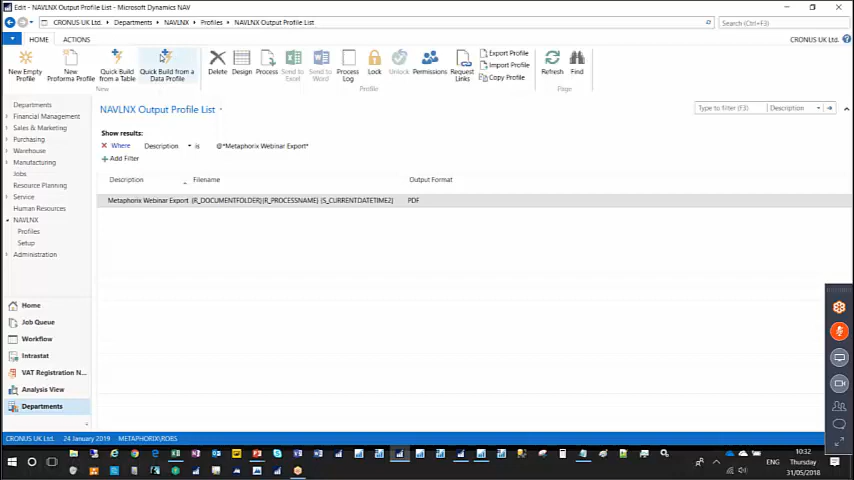 Edit - NAVLNX Output Profile List - Microsoft Dynamics NAV
CRONUS UK Ltd. ▸ Departments ▸ NAVLNX ▸ Profiles ▸ NAVLNX Output Profile List
Search (Ctrl+F3)
HOME
ACTIONS
CRONUS UK Ltd.
New Empty Profile
New Proforma Profile
Quick Build from a Table
Quick Build from a Data Profile
Delete
Design
Process
Send to Excel
Send to Word
Process Log
Lock
Unlock
Permissions
Request Links
Export Profile
Import Profile
Copy Profile
Refresh
Find
New
Profile
Page
Departments
Financial Management
Sales & Marketing
Purchasing
Warehouse
Manufacturing
Jobs
Resource Planning
Service
Human Resources
NAVLNX
Profiles
Setup
Administration
Home
Job Queue
Workflow
Intrastat
VAT Registration N...
Analysis View
Departments
NAVLNX Output Profile List
Type to filter (F3)
Description
Show results:
Where Description is @*Metaphorix Webinar Export*
Add Filter
Description Filename Output Format
Metaphorix Webinar Export {R_DOCUMENTFOLDER}{R_PROCESSNAME} {S_CURRENTDATETIME2} PDF
CRONUS UK Ltd. 24 January 2019 METAPHORIX\RDBS
10:32
ENG Thursday
31/05/2018